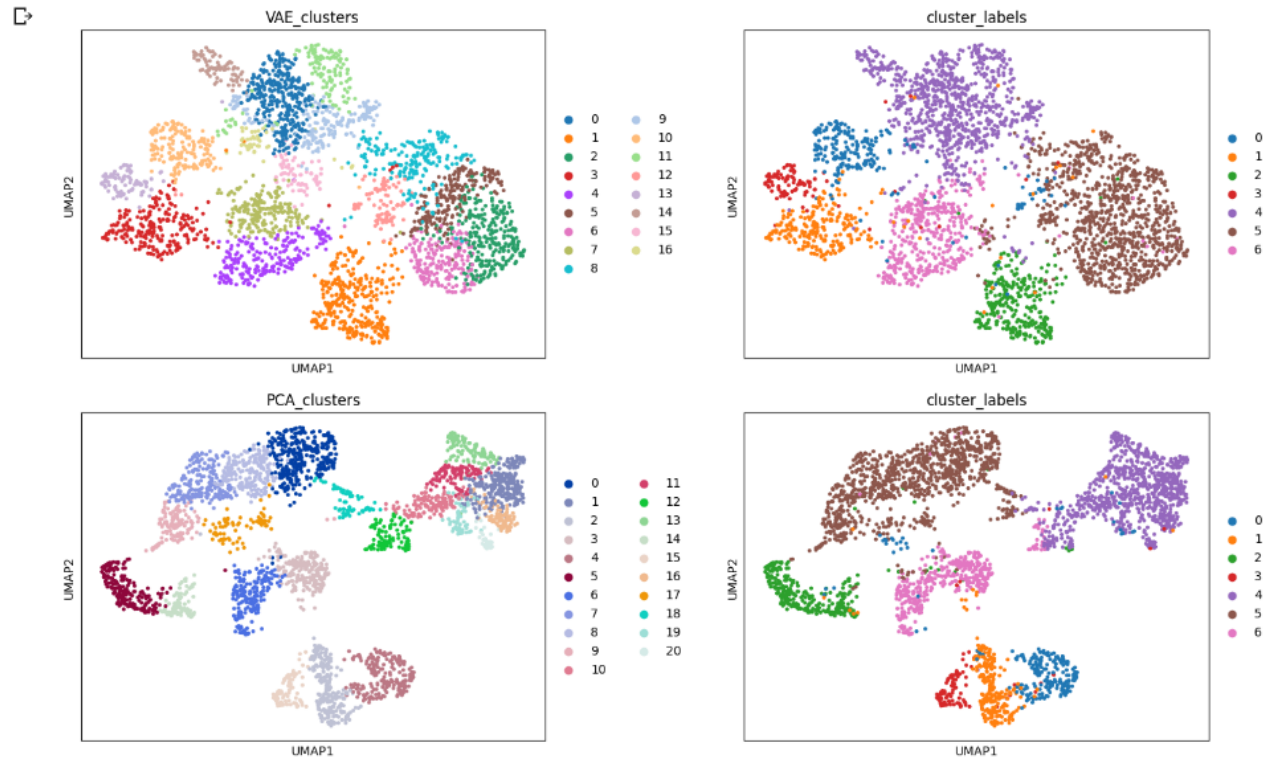 VAE_clusters
UMAP2
UMAP1
0 9
1 10
2 11
3 12
4 13
5 14
6 15
7 16
8
cluster_labels
UMAP2
UMAP1
0
1
2
3
4
5
6
PCA_clusters
UMAP2
UMAP1
0 11
1 12
2 13
3 14
4 15
5 16
6 17
7 18
8 19
9 20
10
cluster_labels
UMAP2
UMAP1
0
1
2
3
4
5
6